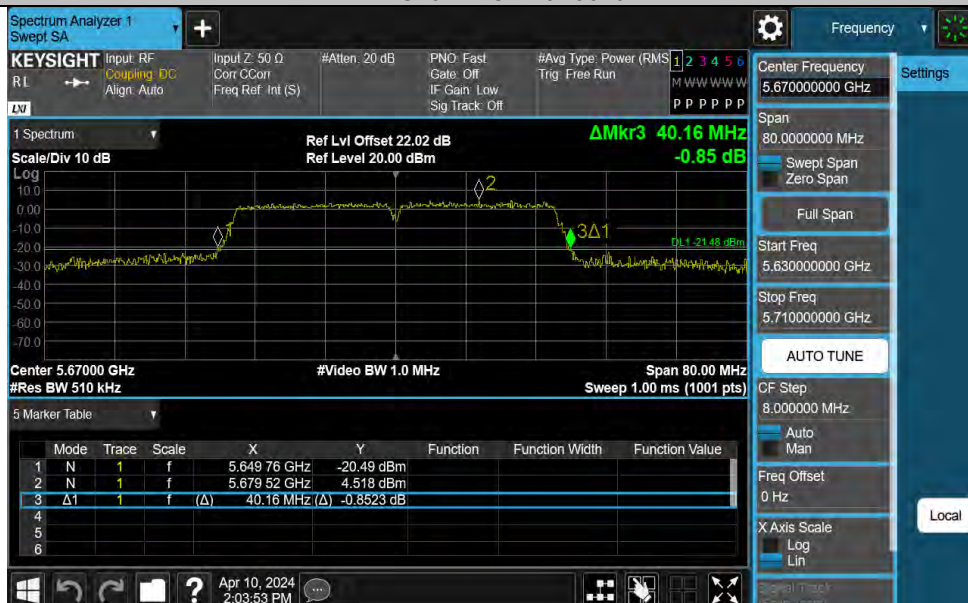 Spectrum Analyzer 1
Swept SA
+
Frequency
KEYSIGHT
RL
LXI
Input: RF
Coupling: DC
Align: Auto
Input Z: 50 Ω
Corr CCorr
Freq Ref: Int (S)
#Atten: 20 dB
PNO: Fast
Gate: Off
IF Gain: Low
Sig Track: Off
#Avg Type: Power (RMS
Trig: Free Run
1 2 3 4 5 6
M W W W W W
P P P P P P
1 Spectrum
Scale/Div 10 dB
Ref Lvl Offset 22.02 dB
Ref Level 20.00 dBm
ΔMkr3 40.16 MHz
-0.85 dB
Log
10.0
0.00
-10.0
-20.0
-30.0
-40.0
-50.0
-60.0
-70.0
2
3Δ1
DL1 -21.48 dBm
Center 5.67000 GHz
#Res BW 510 kHz
#Video BW 1.0 MHz
Span 80.00 MHz
Sweep 1.00 ms (1001 pts)
5 Marker Table
Mode Trace Scale X Y Function Function Width Function Value
1 N 1 f 5.649 76 GHz -20.49 dBm
2 N 1 f 5.679 52 GHz 4.518 dBm
3 Δ1 1 f (Δ) 40.16 MHz (Δ) -0.8523 dB
4
5
6
?
Apr 10, 2024
2:03:53 PM
Center Frequency
5.670000000 GHz
Span
80.0000000 MHz
Swept Span
Zero Span
Full Span
Start Freq
5.630000000 GHz
Stop Freq
5.710000000 GHz
AUTO TUNE
CF Step
8.000000 MHz
Auto
Man
Freq Offset
0 Hz
X Axis Scale
Log
Lin
Signal Track
Settings
Local